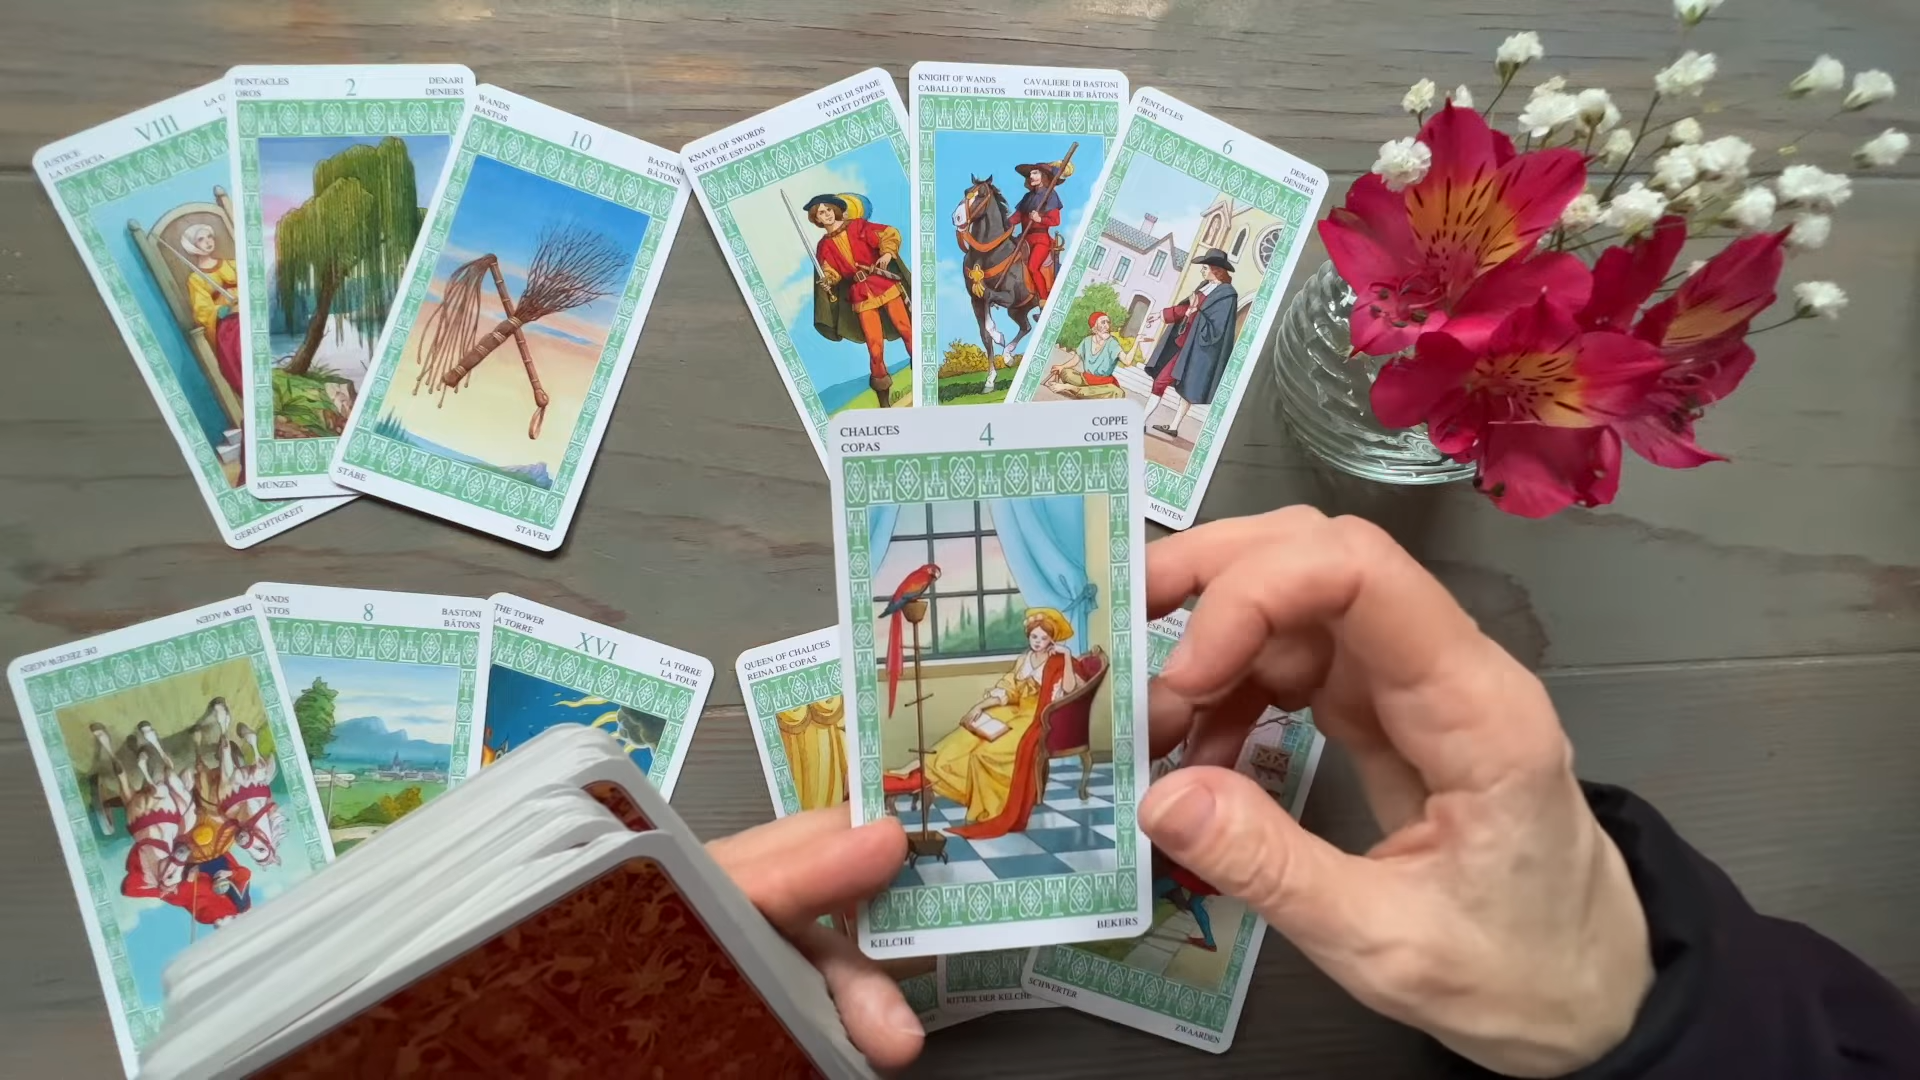 JUSTICE
LA JUSTICIA
VIII
GERECHTIGKEIT
PENTACLES
OROS
2
DENARI
DENIERS
MUNZEN
WANDS
BASTOS
10
BASTONI
BÂTONS
STÄBE
STAVEN
KNAVE OF SWORDS
SOTA DE ESPADAS
FANTE DI SPADE
VALET D'ÉPÉES
KNIGHT OF WANDS
CABALLO DE BASTOS
CAVALIERE DI BASTONI
CHEVALIER DE BÂTONS
PENTACLES
OROS
6
DENARI
DENIERS
MUNTEN
CHALICES
COPAS
4
COPPE
COUPES
KELCHE
BEKERS
DE ZEGEWAGEN
DER WAGEN
WANDS
8
BASTONI
BÂTONS
THE TOWER
LA TORRE
XVI
LA TORRE
LA TOUR
QUEEN OF CHALICES
REINA DE COPAS
ESPADAS
RITTER DER KELCHE
SCHWERTER
ZWAARDEN